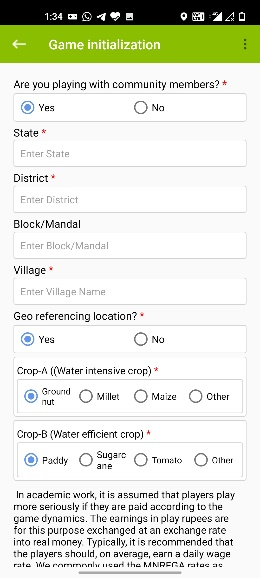 1:34
Game initialization
Are you playing with community members? *
Yes No
State *
Enter State
District *
Enter District
Block/Mandal
Enter Block/Mandal
Village *
Enter Village Name
Geo referencing location? *
Yes No
Crop-A ((Water intensive crop) *
Ground
nut Millet Maize Other
Crop-B (Water efficient crop) *
Paddy Sugarc
ane Tomato Other
In academic work, it is assumed that players play
more seriously if they are paid according to the
game dynamics. The earnings in play rupees are
for this purpose exchanged at an exchange rate
into real money. Typically, it is recommended that
the players should, on average, earn a daily wage
rate. We commonly used the MNREGA rates as